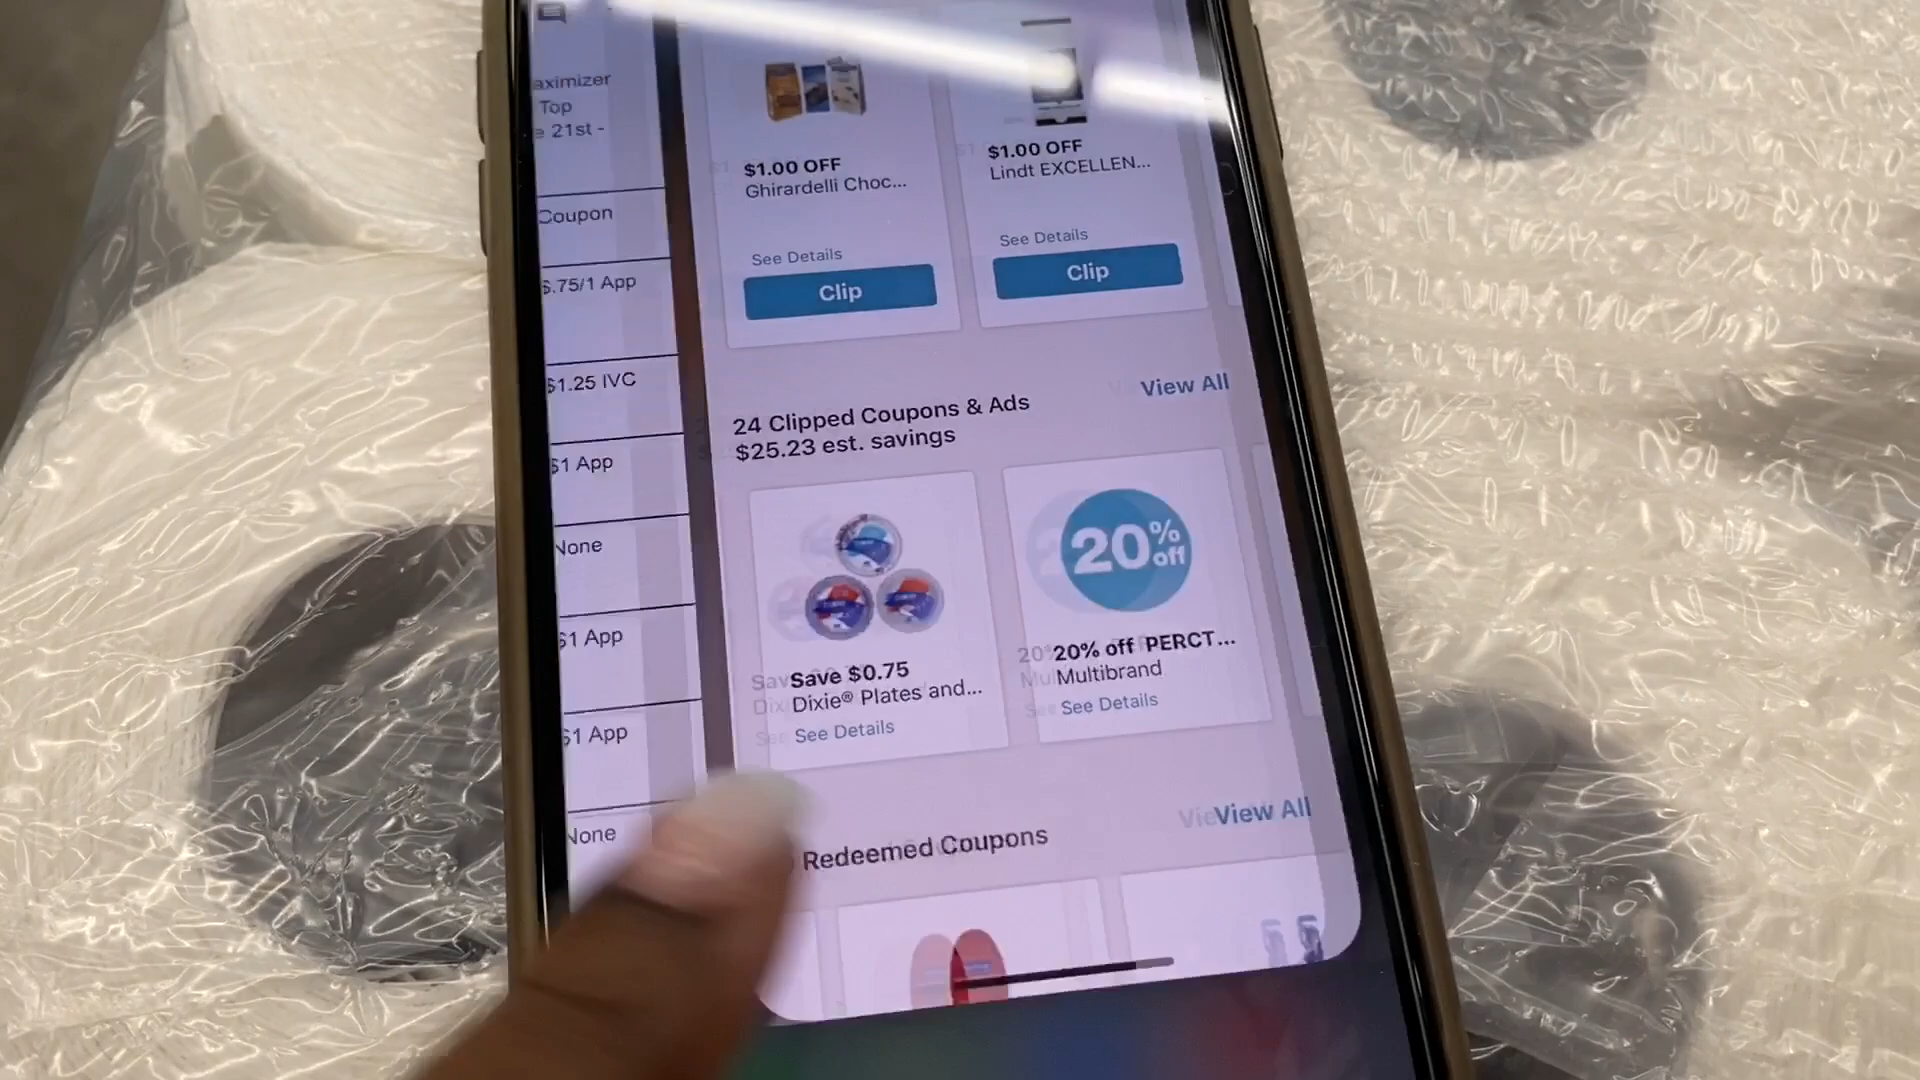 aximizer
Top
e 21st -
Coupon
$.75/1 App
$1.25 IVC
$1 App
None
$1 App
$1 App
None
$1.00 OFF
Ghirardelli Choc...
See Details
Clip
$1.00 OFF
Lindt EXCELLEN...
See Details
Clip
24 Clipped Coupons & Ads
$25.23 est. savings
View All
Save $0.75
Dixie® Plates and...
See Details
20% off
20% off PERCT...
Multibrand
See Details
Redeemed Coupons
View All